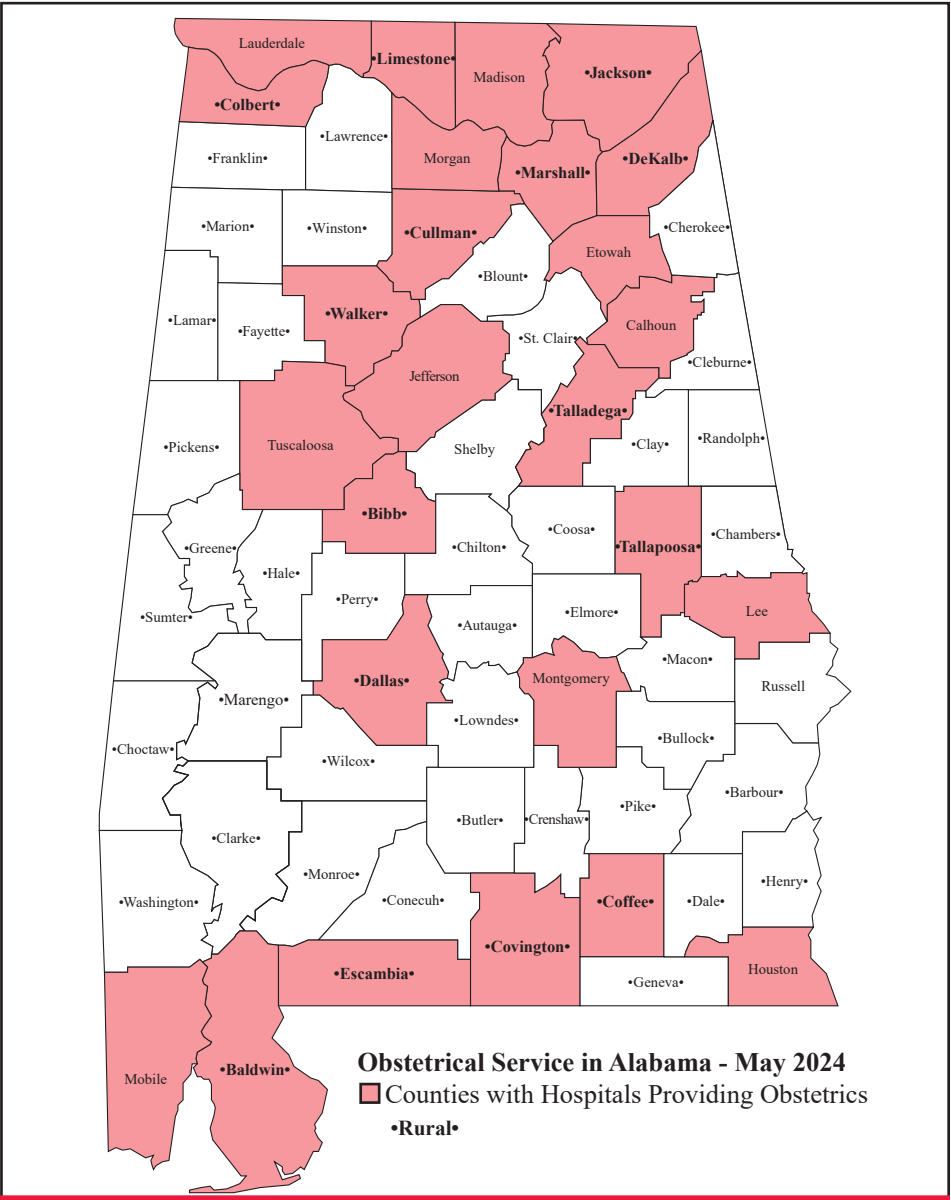 Lauderdale
•Limestone•
Madison
•Jackson•
•Colbert•
•Lawrence•
•Franklin•
Morgan
•Marshall•
•DeKalb•
•Marion•
•Winston•
•Cullman•
•Cherokee•
Etowah
•Blount•
•Lamar•
•Fayette•
•Walker•
•St. Clair•
Calhoun
•Cleburne•
Jefferson
•Talladega•
•Pickens•
Tuscaloosa
Shelby
•Clay•
•Randolph•
•Bibb•
•Greene•
•Hale•
•Chilton•
•Coosa•
•Tallapoosa•
•Chambers•
•Sumter•
•Perry•
•Autauga•
•Elmore•
Lee
•Macon•
•Dallas•
Montgomery
Russell
•Marengo•
•Lowndes•
•Bullock•
•Choctaw•
•Wilcox•
•Barbour•
•Clarke•
•Butler•
•Crenshaw•
•Pike•
•Monroe•
•Conecuh•
•Washington•
•Coffee•
•Dale•
•Henry•
•Covington•
•Escambia•
•Geneva•
Houston
Mobile
•Baldwin•
Obstetrical Service in Alabama - May 2024
Counties with Hospitals Providing Obstetrics
•Rural•